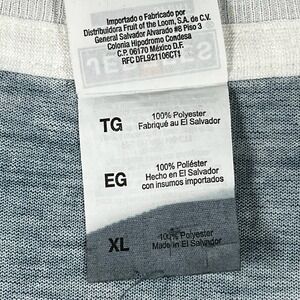 Importado o Fabricado por
Distribuidora Fruit of the Loom, S.A. de C.V.
General Salvador Alvarado #8 Piso 3
Colonia Hipodromo Condesa
C.P. 06170 México D.F.
RFC DFL921106CT1
TG
100% Polyester
Fabriqué au El Salvador
EG
100% Poliéster
Hecho en El Salvador
con insumos importados
XL
100% Polyester
Made in El Salvador